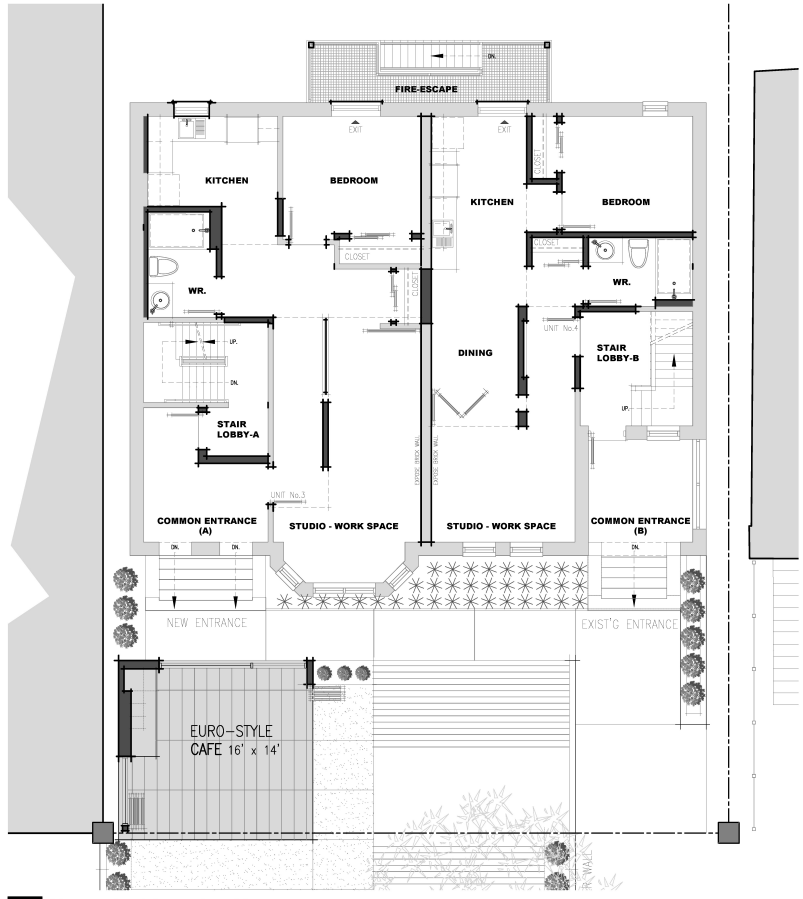 DN.
FIRE-ESCAPE
EXIT
EXIT
CLOSET
KITCHEN
BEDROOM
KITCHEN
BEDROOM
CLOSET
CLOSET
CLOSET
WR.
WR.
UNIT No.4
UP.
DN.
DINING
STAIR
LOBBY-B
UP.
STAIR
LOBBY-A
EXPOSE BRICK WALL
EXPOSE BRICK WALL
UNIT No.3
COMMON ENTRANCE
(A)
STUDIO - WORK SPACE
STUDIO - WORK SPACE
COMMON ENTRANCE
(B)
DN.
DN.
DN.
NEW ENTRANCE
EXIST'G ENTRANCE
EURO-STYLE
CAFE 16' x 14'
R WALL